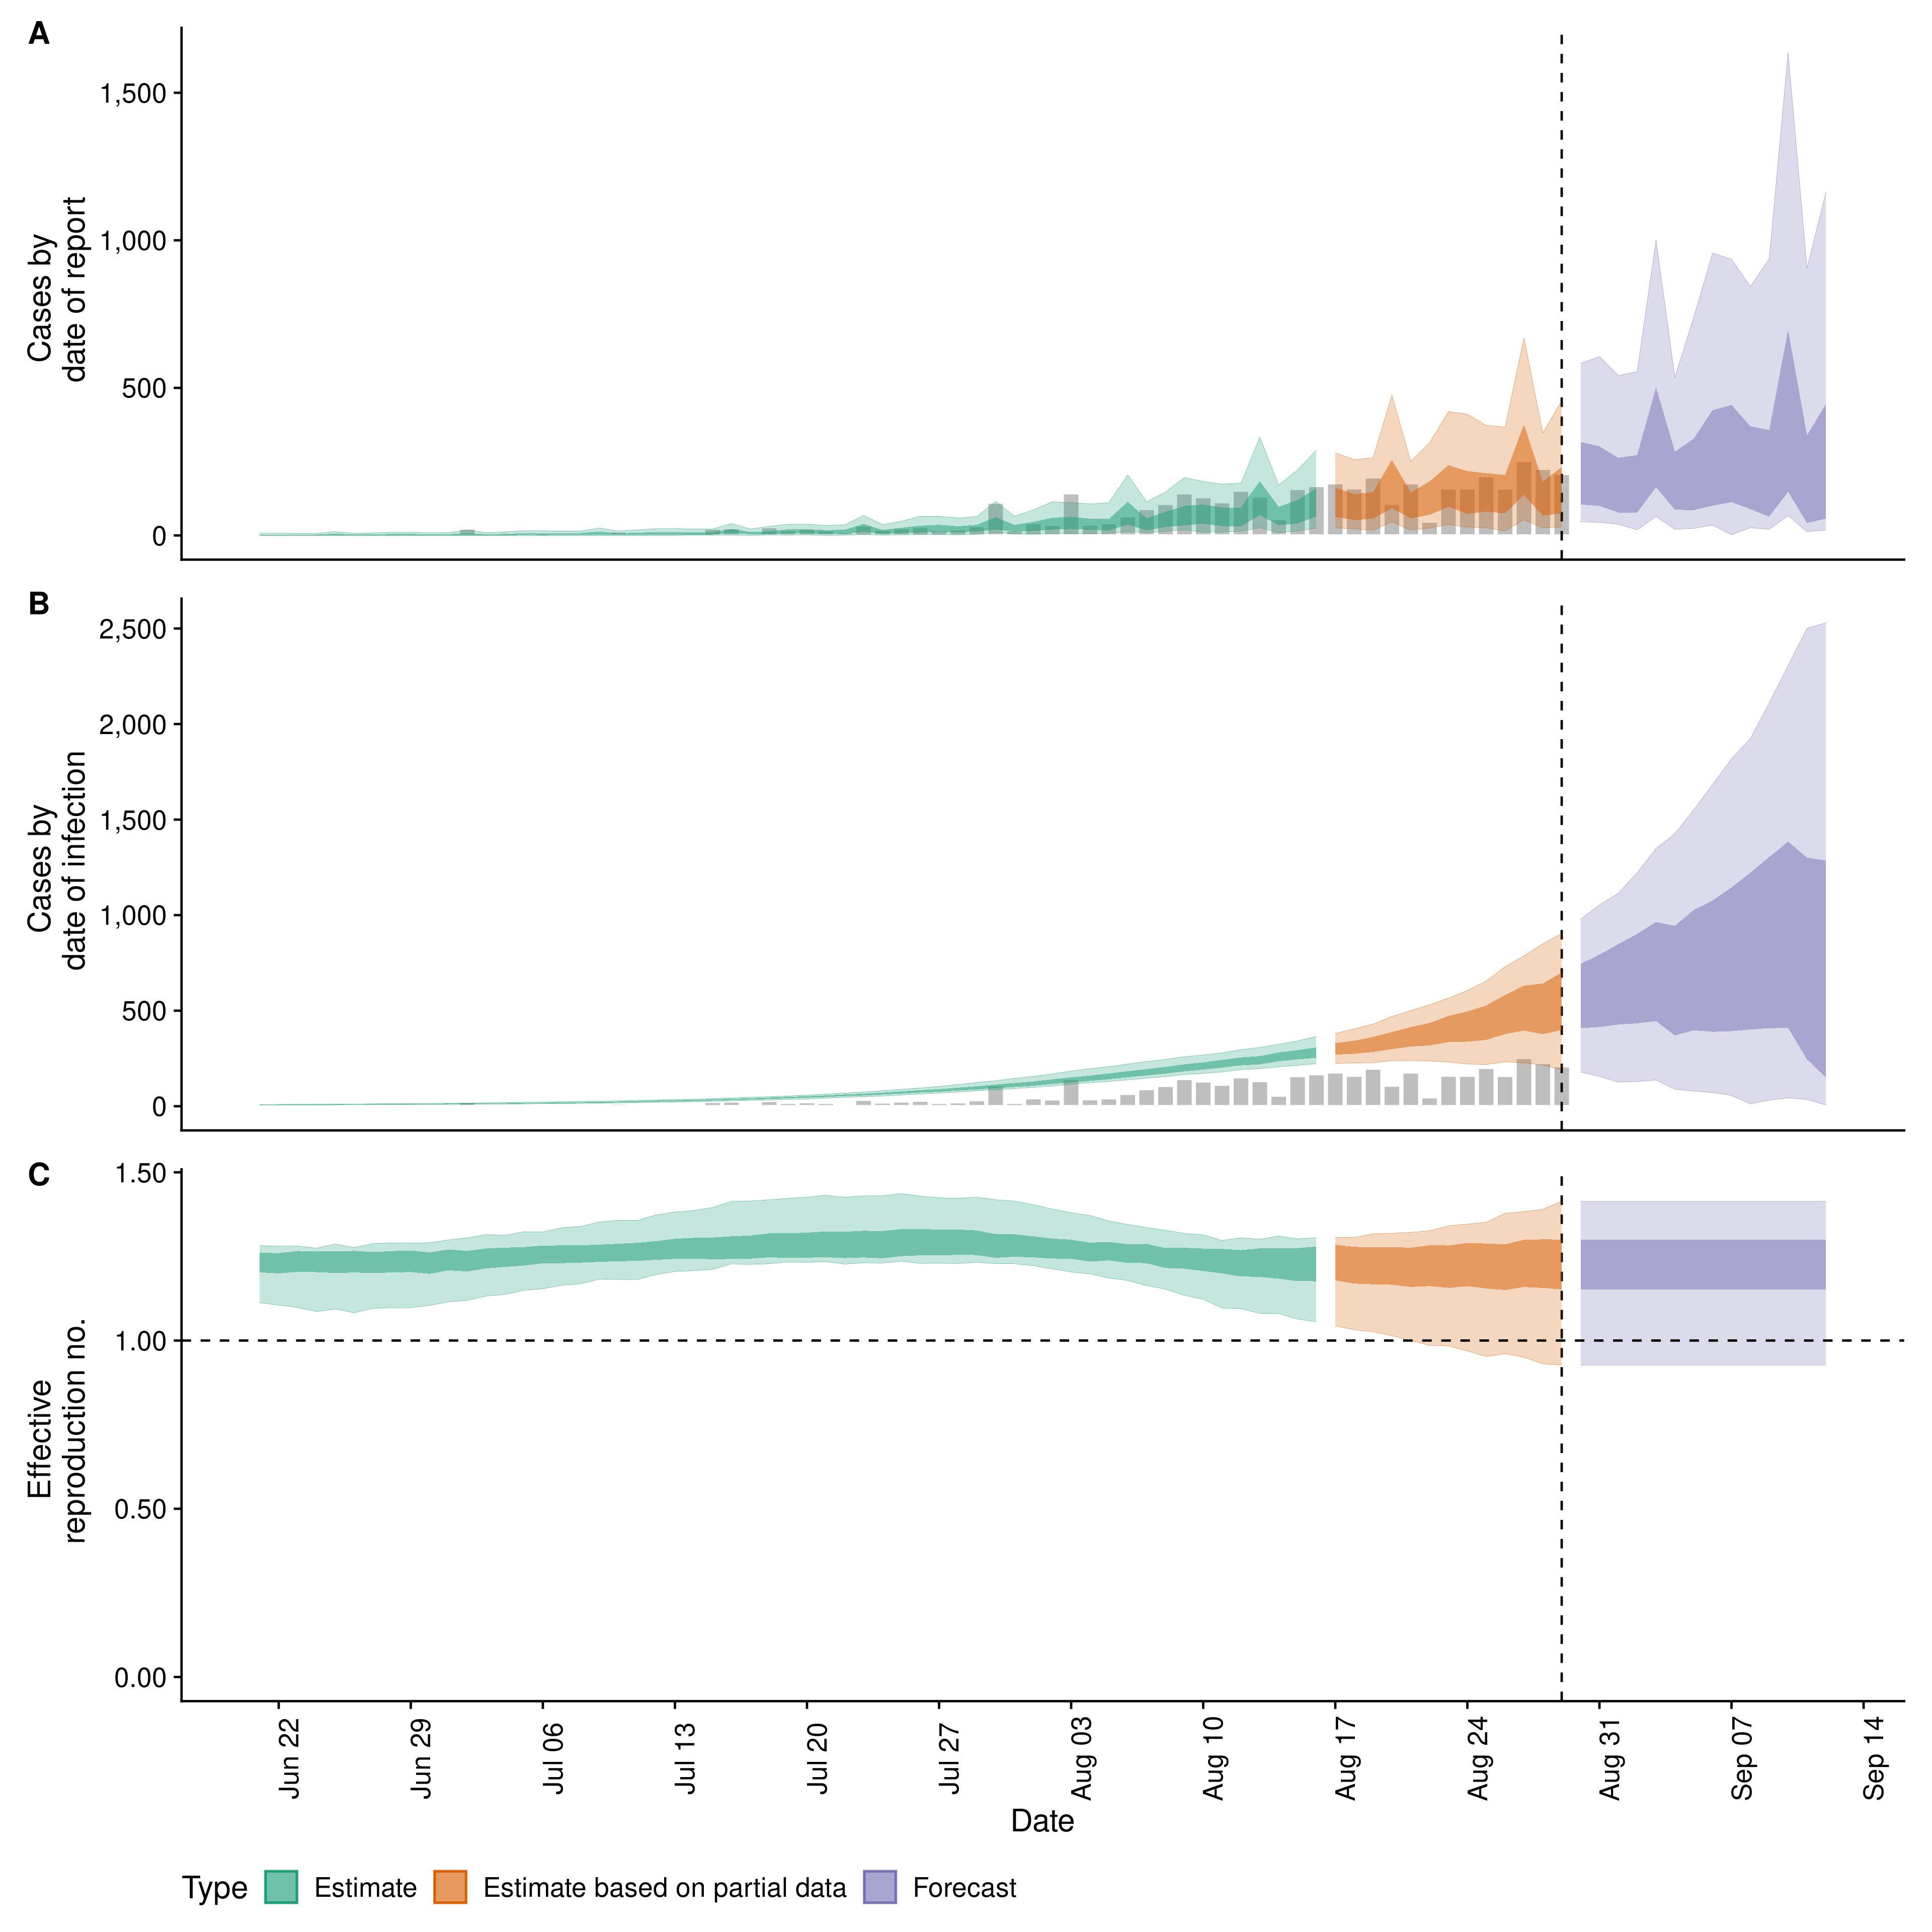 A
1,500
1,000
500
0
Cases by
date of report
B
2,500
2,000
1,500
1,000
500
0
Cases by
date of infection
C
1.50
1.00
0.50
0.00
Effective
reproduction no.
Jun 22
Jun 29
Jul 06
Jul 13
Jul 20
Jul 27
Aug 03
Aug 10
Aug 17
Aug 24
Aug 31
Sep 07
Sep 14
Date
Type Estimate Estimate based on partial data Forecast